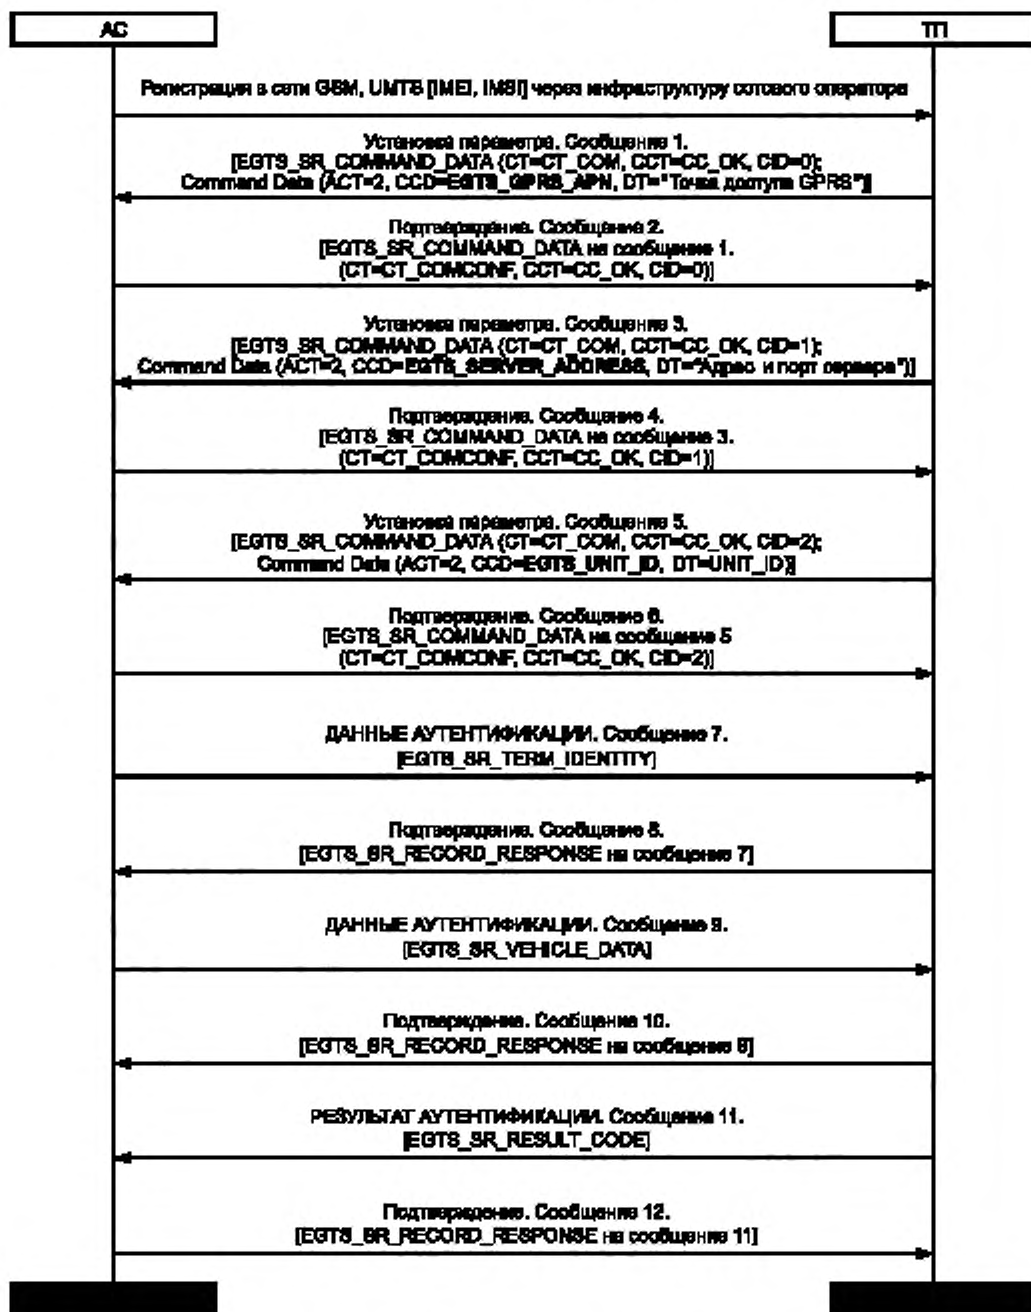 АС
ТП
Регистрация в сети GSM, UMTS [IMEI, IMSI] через инфраструктуру сотового оператора
Установка параметра. Сообщение 1.
[EGTS_SR_COMMAND_DATA (CT=CT_COM, CCT=CC_OK, CID=0);
Command Data (ACT=2, CCD=EGTS_GPRS_APN, DT="Точка доступа GPRS")]
Подтверждение. Сообщение 2.
[EGTS_SR_COMMAND_DATA на сообщение 1.
(CT=CT_COMCONF, CCT=CC_OK, CID=0)]
Установка параметра. Сообщение 3.
[EGTS_SR_COMMAND_DATA (CT=CT_COM, CCT=CC_OK, CID=1);
Command Data (ACT=2, CCD=EGTS_SERVER_ADDRESS, DT="Адрес и порт сервера")]
Подтверждение. Сообщение 4.
[EGTS_SR_COMMAND_DATA на сообщение 3.
(CT=CT_COMCONF, CCT=CC_OK, CID=1)]
Установка параметра. Сообщение 5.
[EGTS_SR_COMMAND_DATA (CT=CT_COM, CCT=CC_OK, CID=2);
Command Data (ACT=2, CCD=EGTS_UNIT_ID, DT=UNIT_ID)]
Подтверждение. Сообщение 6.
[EGTS_SR_COMMAND_DATA на сообщение 5
(CT=CT_COMCONF, CCT=CC_OK, CID=2)]
ДАННЫЕ АУТЕНТИФИКАЦИИ. Сообщение 7.
[EGTS_SR_TERM_IDENTITY]
Подтверждение. Сообщение 8.
[EGTS_SR_RECORD_RESPONSE на сообщение 7]
ДАННЫЕ АУТЕНТИФИКАЦИИ. Сообщение 9.
[EGTS_SR_VEHICLE_DATA]
Подтверждение. Сообщение 10.
[EGTS_SR_RECORD_RESPONSE на сообщение 9]
РЕЗУЛЬТАТ АУТЕНТИФИКАЦИИ. Сообщение 11.
[EGTS_SR_RESULT_CODE]
Подтверждение. Сообщение 12.
[EGTS_SR_RECORD_RESPONSE на сообщение 11]